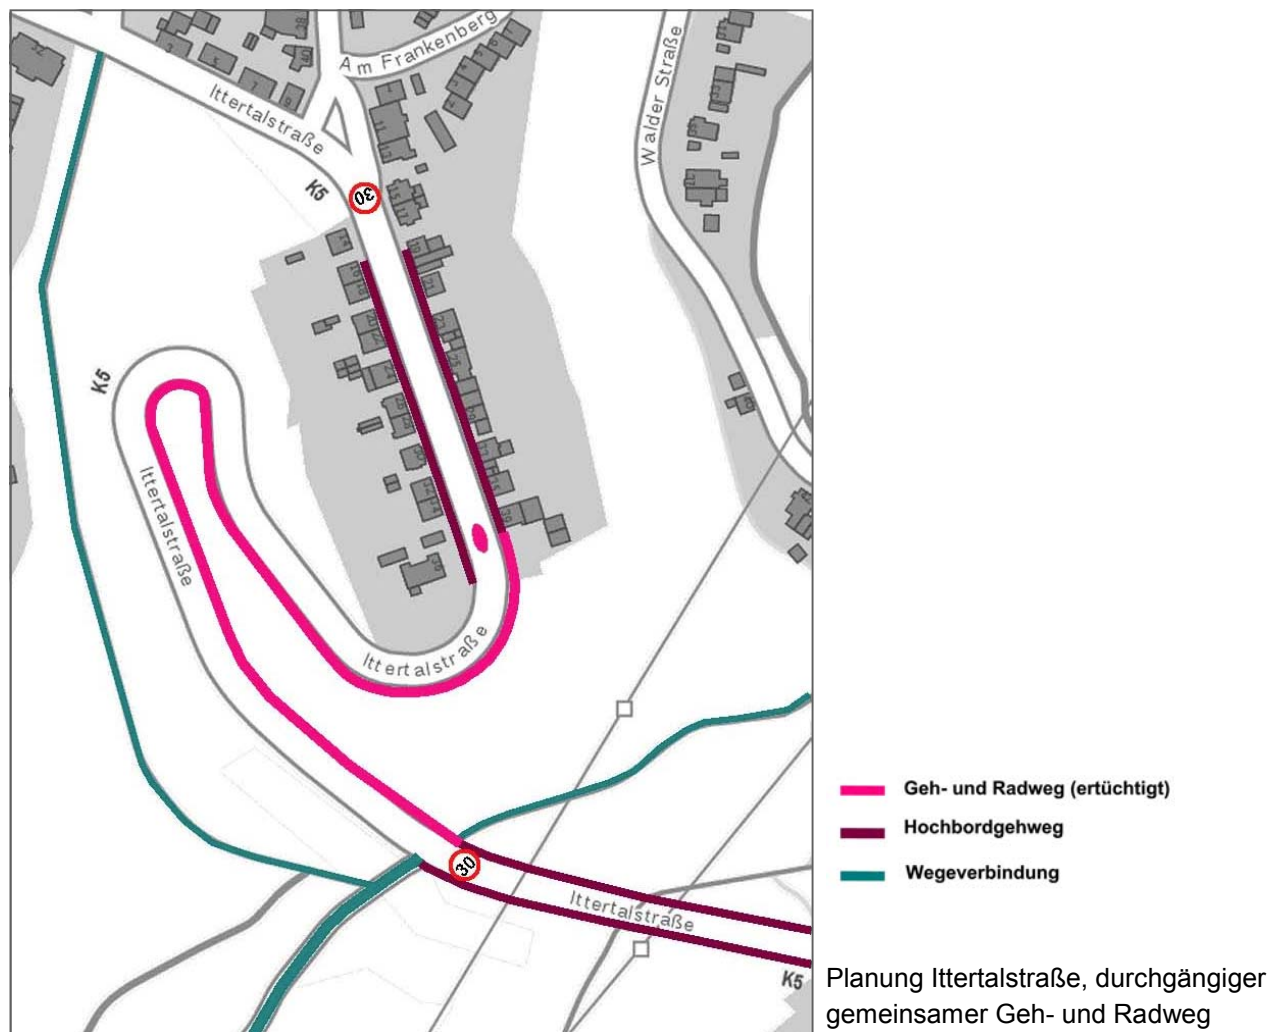 Am Frankenberg
Walder Straße
Ittertalstraße
K5
30
K5
Ittertalstraße
Ittertalstraße
Geh- und Radweg (ertüchtigt)
Hochbordgehweg
Wegeverbindung
30
Ittertalstraße
K5
Planung Ittertalstraße, durchgängiger
gemeinsamer Geh- und Radweg